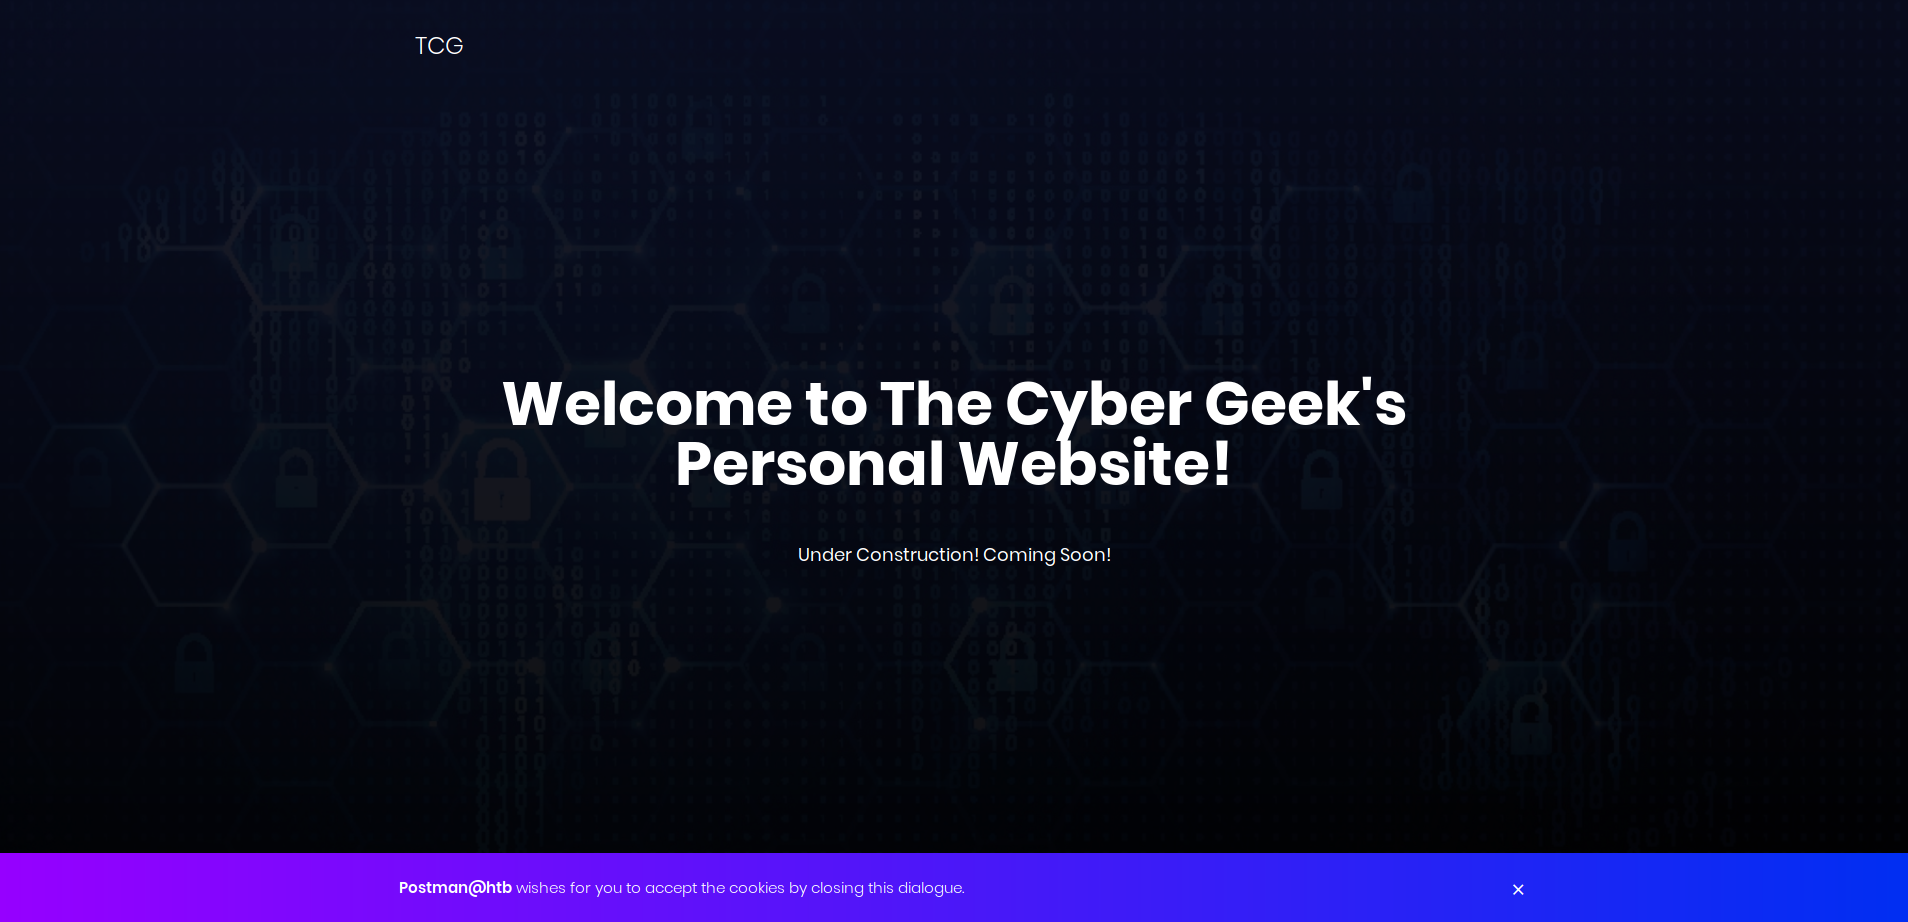 TCG
Welcome to The Cyber Geek's
Personal Website!
Under Construction! Coming Soon!
Postman@htb wishes for you to accept the cookies by closing this dialogue.
×